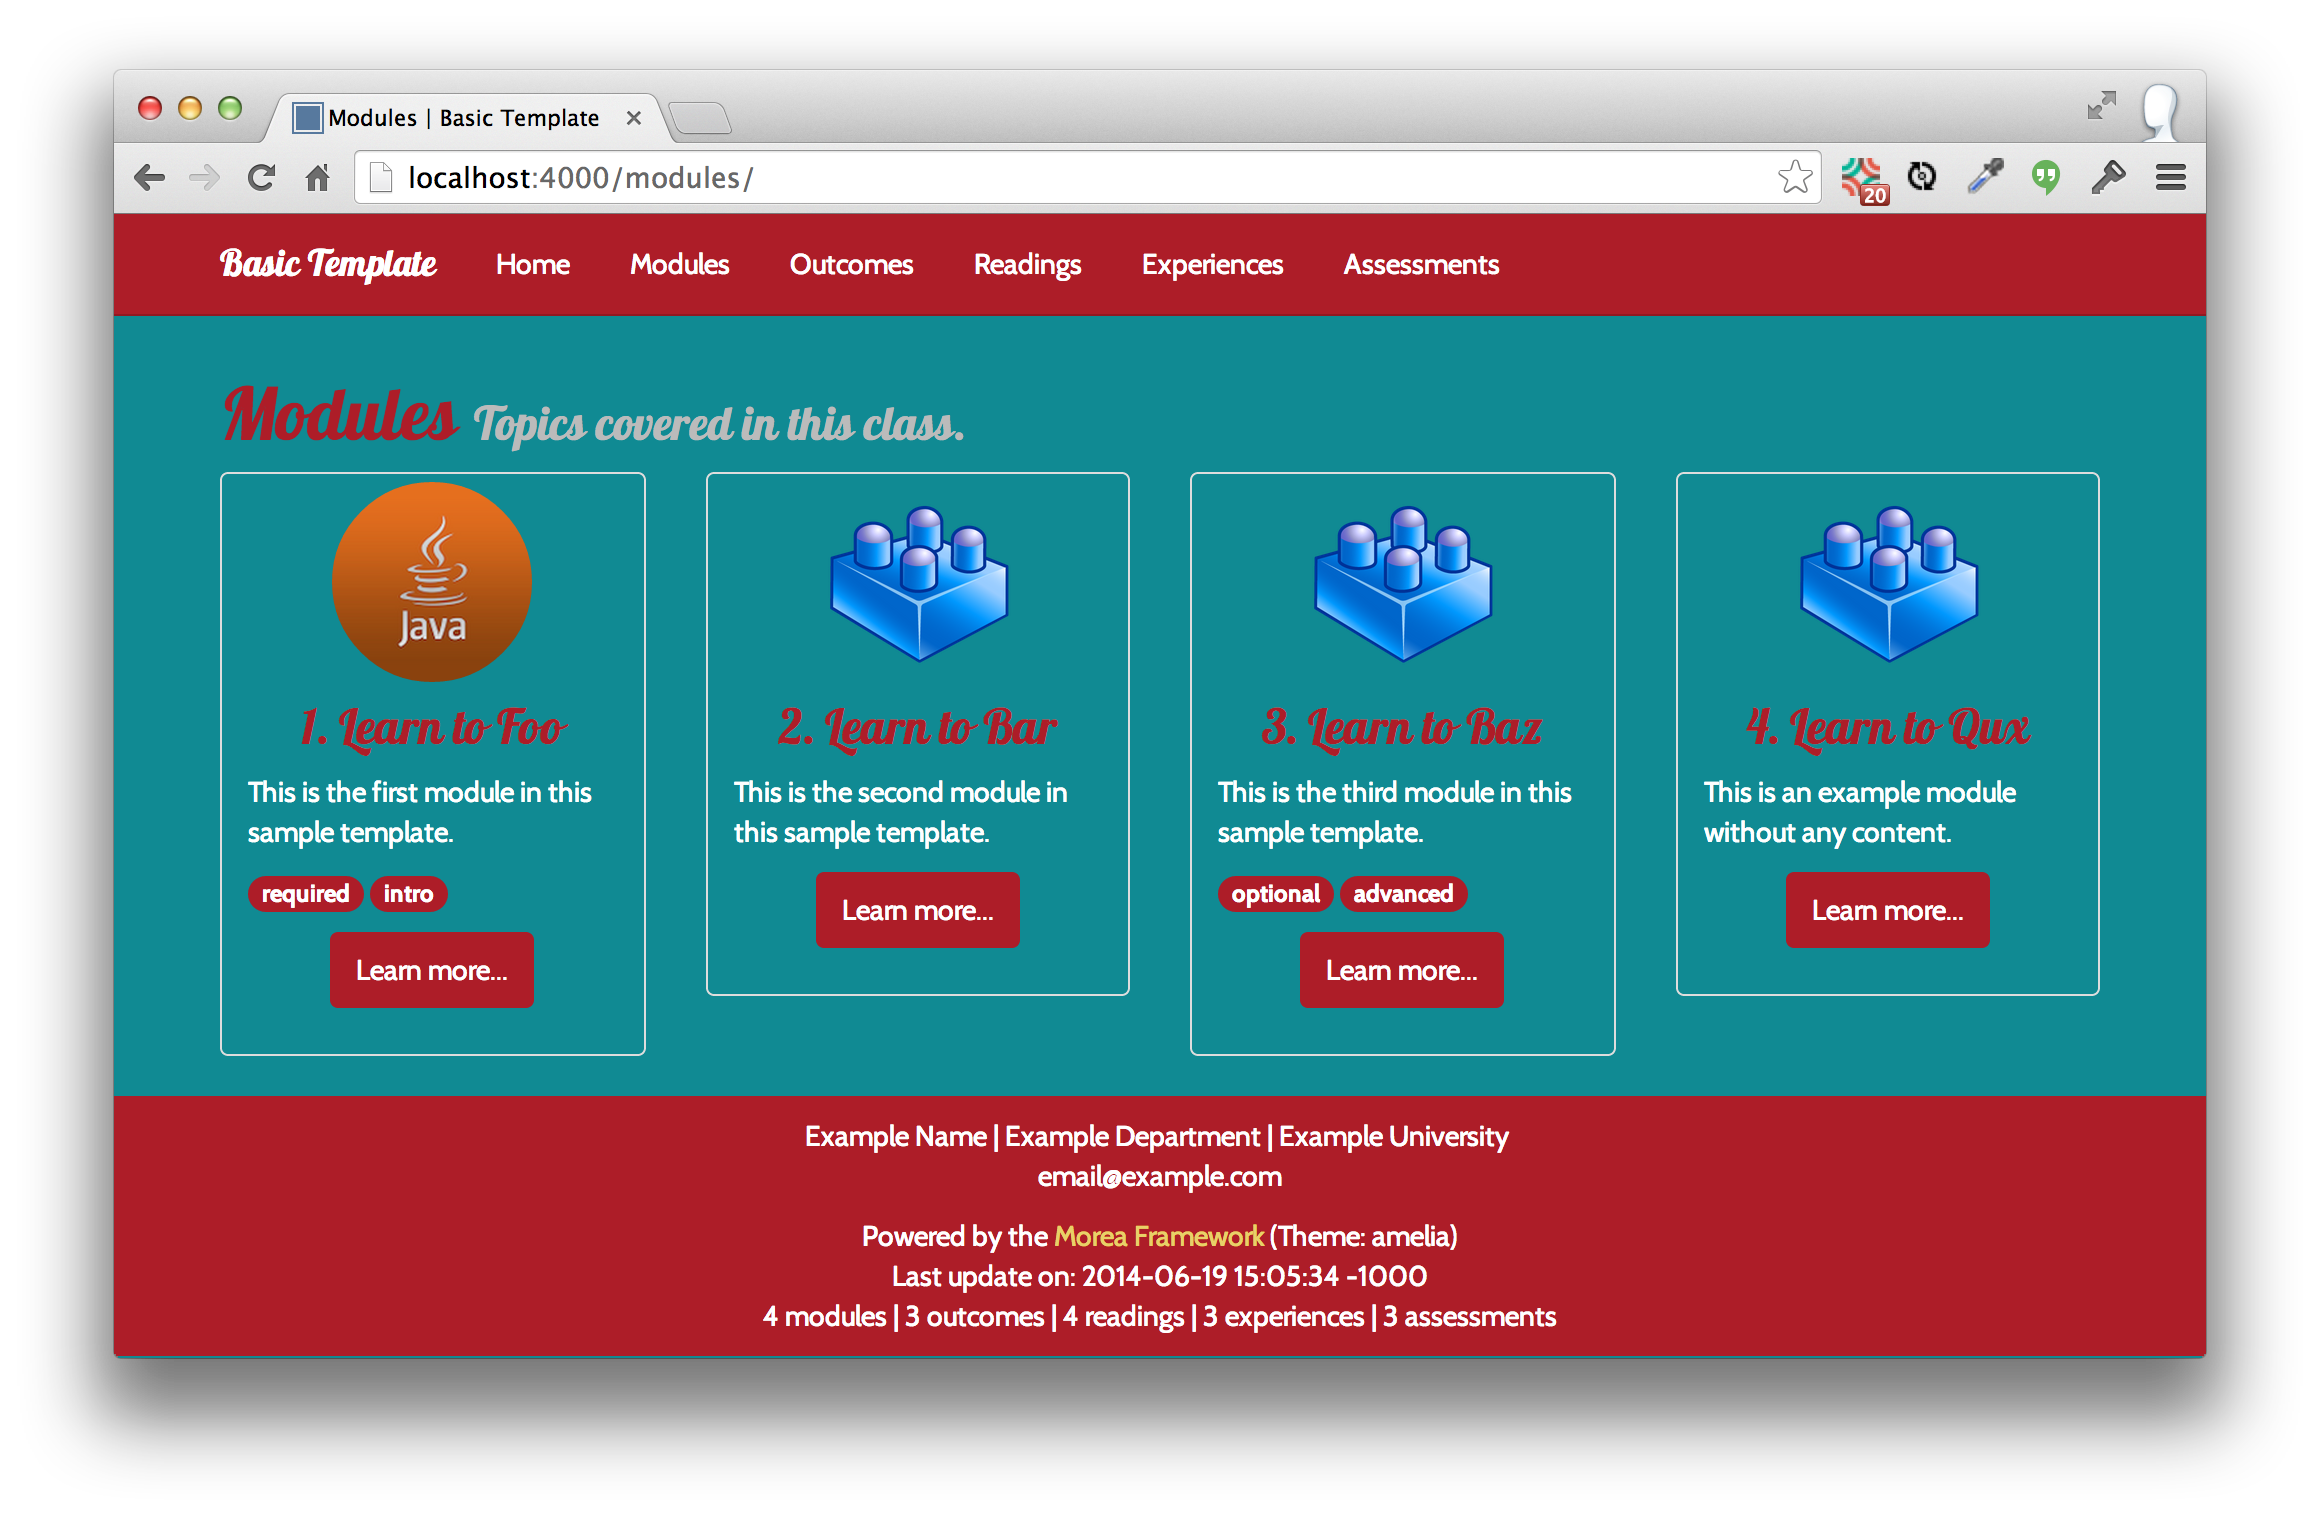 Modules | Basic Template
localhost:4000/modules/
20
Basic Template Home Modules Outcomes Readings Experiences Assessments
Modules Topics covered in this class.
Java
1. Learn to Foo
This is the first module in this
sample template.
required intro
Learn more...
2. Learn to Bar
This is the second module in
this sample template.
Learn more...
3. Learn to Baz
This is the third module in this
sample template.
optional advanced
Learn more...
4. Learn to Qux
This is an example module
without any content.
Learn more...
Example Name | Example Department | Example University
email@example.com
Powered by the Morea Framework (Theme: amelia)
Last update on: 2014-06-19 15:05:34 -1000
4 modules | 3 outcomes | 4 readings | 3 experiences | 3 assessments